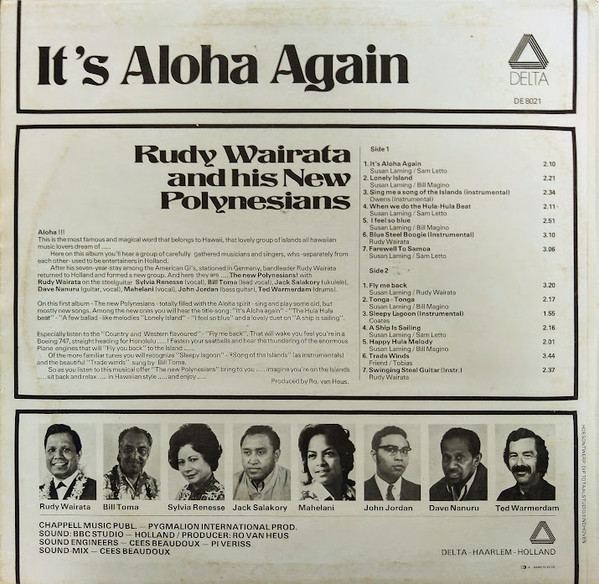 It's Aloha Again
DELTA
DE 8021
Rudy Wairata
and his New
Polynesians
Aloha !!!
This is the most famous and magical word that belongs to Hawaii, that lovely group of islands all hawaiian
music lovers dream of .....
Here on this album you'll hear a group of carefully gathered musicians and singers, who -separately from
each other- used to be entertainers in Holland.
After his seven-year-stay among the American GI's, stationed in Germany, bandleader Rudy Wairata
returned to Holland and formed a new group. And here they are .... The new Polynesians! with
Rudy Wairata on the steelguitar Sylvia Renesse (vocal), Bill Toma (lead vocal), Jack Salakory (ukulele),
Dave Nanuru (guitar, vocal), Mahelani (vocal), John Jordan (bass guitar), Ted Warmerdam (drums).
On this first album - The new Polynesians - totally filled with the Aloha spirit - sing and play some old, but
mostly new songs. Among the new ones you will hear the title-song: "It's Aloha again" - "The Hula Hula
beat" - "A few ballad - like melodies "Lonely Island" - "I feel so blue" and a lovely duet on "A ship is sailing".
Especially listen to the "Country and Western flavoured" - "Fly me back". That will wake you feel you're in a
Boeing 747, straight heading for Honolulu ..... ! Fasten your seatbells and hear the thundering of the enormous
Plane engines that will "Fly you back" to the island .....
Of the more familiar tunes you will recognize "Sleepy lagoon" - "Song of the Islands" (as instrumentals)
and the beautiful "Trade winds" sung by Bill Toma.
So as you listen to this musical offer "The new Polynesians" bring to you ..... imagine you're on the Islands
..... sit back and relax ..... in Hawaiian style ..... and enjoy .....
Produced by Ro. van Heus.
Side 1
1. It's Aloha Again 2.10
Susan Laming / Sam Letto
2. Lonely Island 2.21
Susan Laming / Bill Magino
3. Sing me a song of the Islands (instrumental) 2.34
Owens (Instrumental)
4. When we do the Hula-Hula Beat 2.11
Susan Laming / Sam Letto
5. I feel so blue 2.51
Susan Laming / Bill Magino
6. Blue Steel Boogie (Instrumental) 3.10
Rudy Wairata
7. Farewell To Samoa 3.06
Susan Laming / Sam Letto
Side 2
1. Fly me back 3.20
Rudy Wairata
2. Tonga - Tonga 2.17
Susan Laming / Bill Magino
3. Sleepy Lagoon (Instrumental) 1.55
Coates
4. A Ship Is Sailing 2.16
Susan Laming / Sam Letto
5. Happy Hula Melody 2.01
Susan Laming / Bill Magino
6. Trade Winds 3.44
Friend / Tobias
7. Swinging Steel Guitar (Instr.) 2.37
Rudy Wairata
Rudy Wairata
Bill Toma
Sylvia Renesse
Jack Salakory
Mahelani
John Jordan
Dave Nanuru
Ted Warmerdam
CHAPPELL MUSIC PUBL. — PYGMALION INTERNATIONAL PROD.
SOUND: BBC STUDIO — HOLLAND / PRODUCER: RO VAN HEUS
SOUND ENGINEERS — CEES BEAUDOUX — PI VERISS
SOUND-MIX — CEES BEAUDOUX
DELTA - HAARLEM - HOLLAND